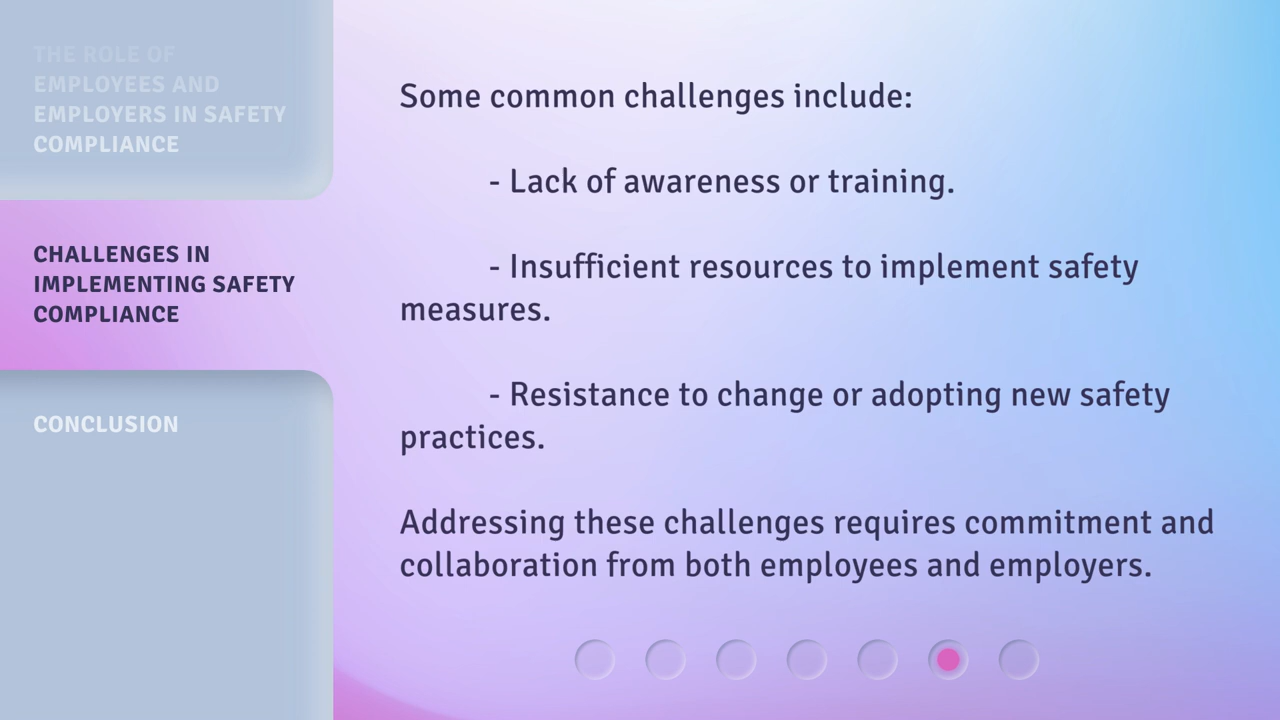 THE ROLE OF
EMPLOYEES AND
EMPLOYERS IN SAFETY
COMPLIANCE
CHALLENGES IN
IMPLEMENTING SAFETY
COMPLIANCE
CONCLUSION
Some common challenges include:
- Lack of awareness or training.
- Insufficient resources to implement safety
measures.
- Resistance to change or adopting new safety
practices.
Addressing these challenges requires commitment and
collaboration from both employees and employers.